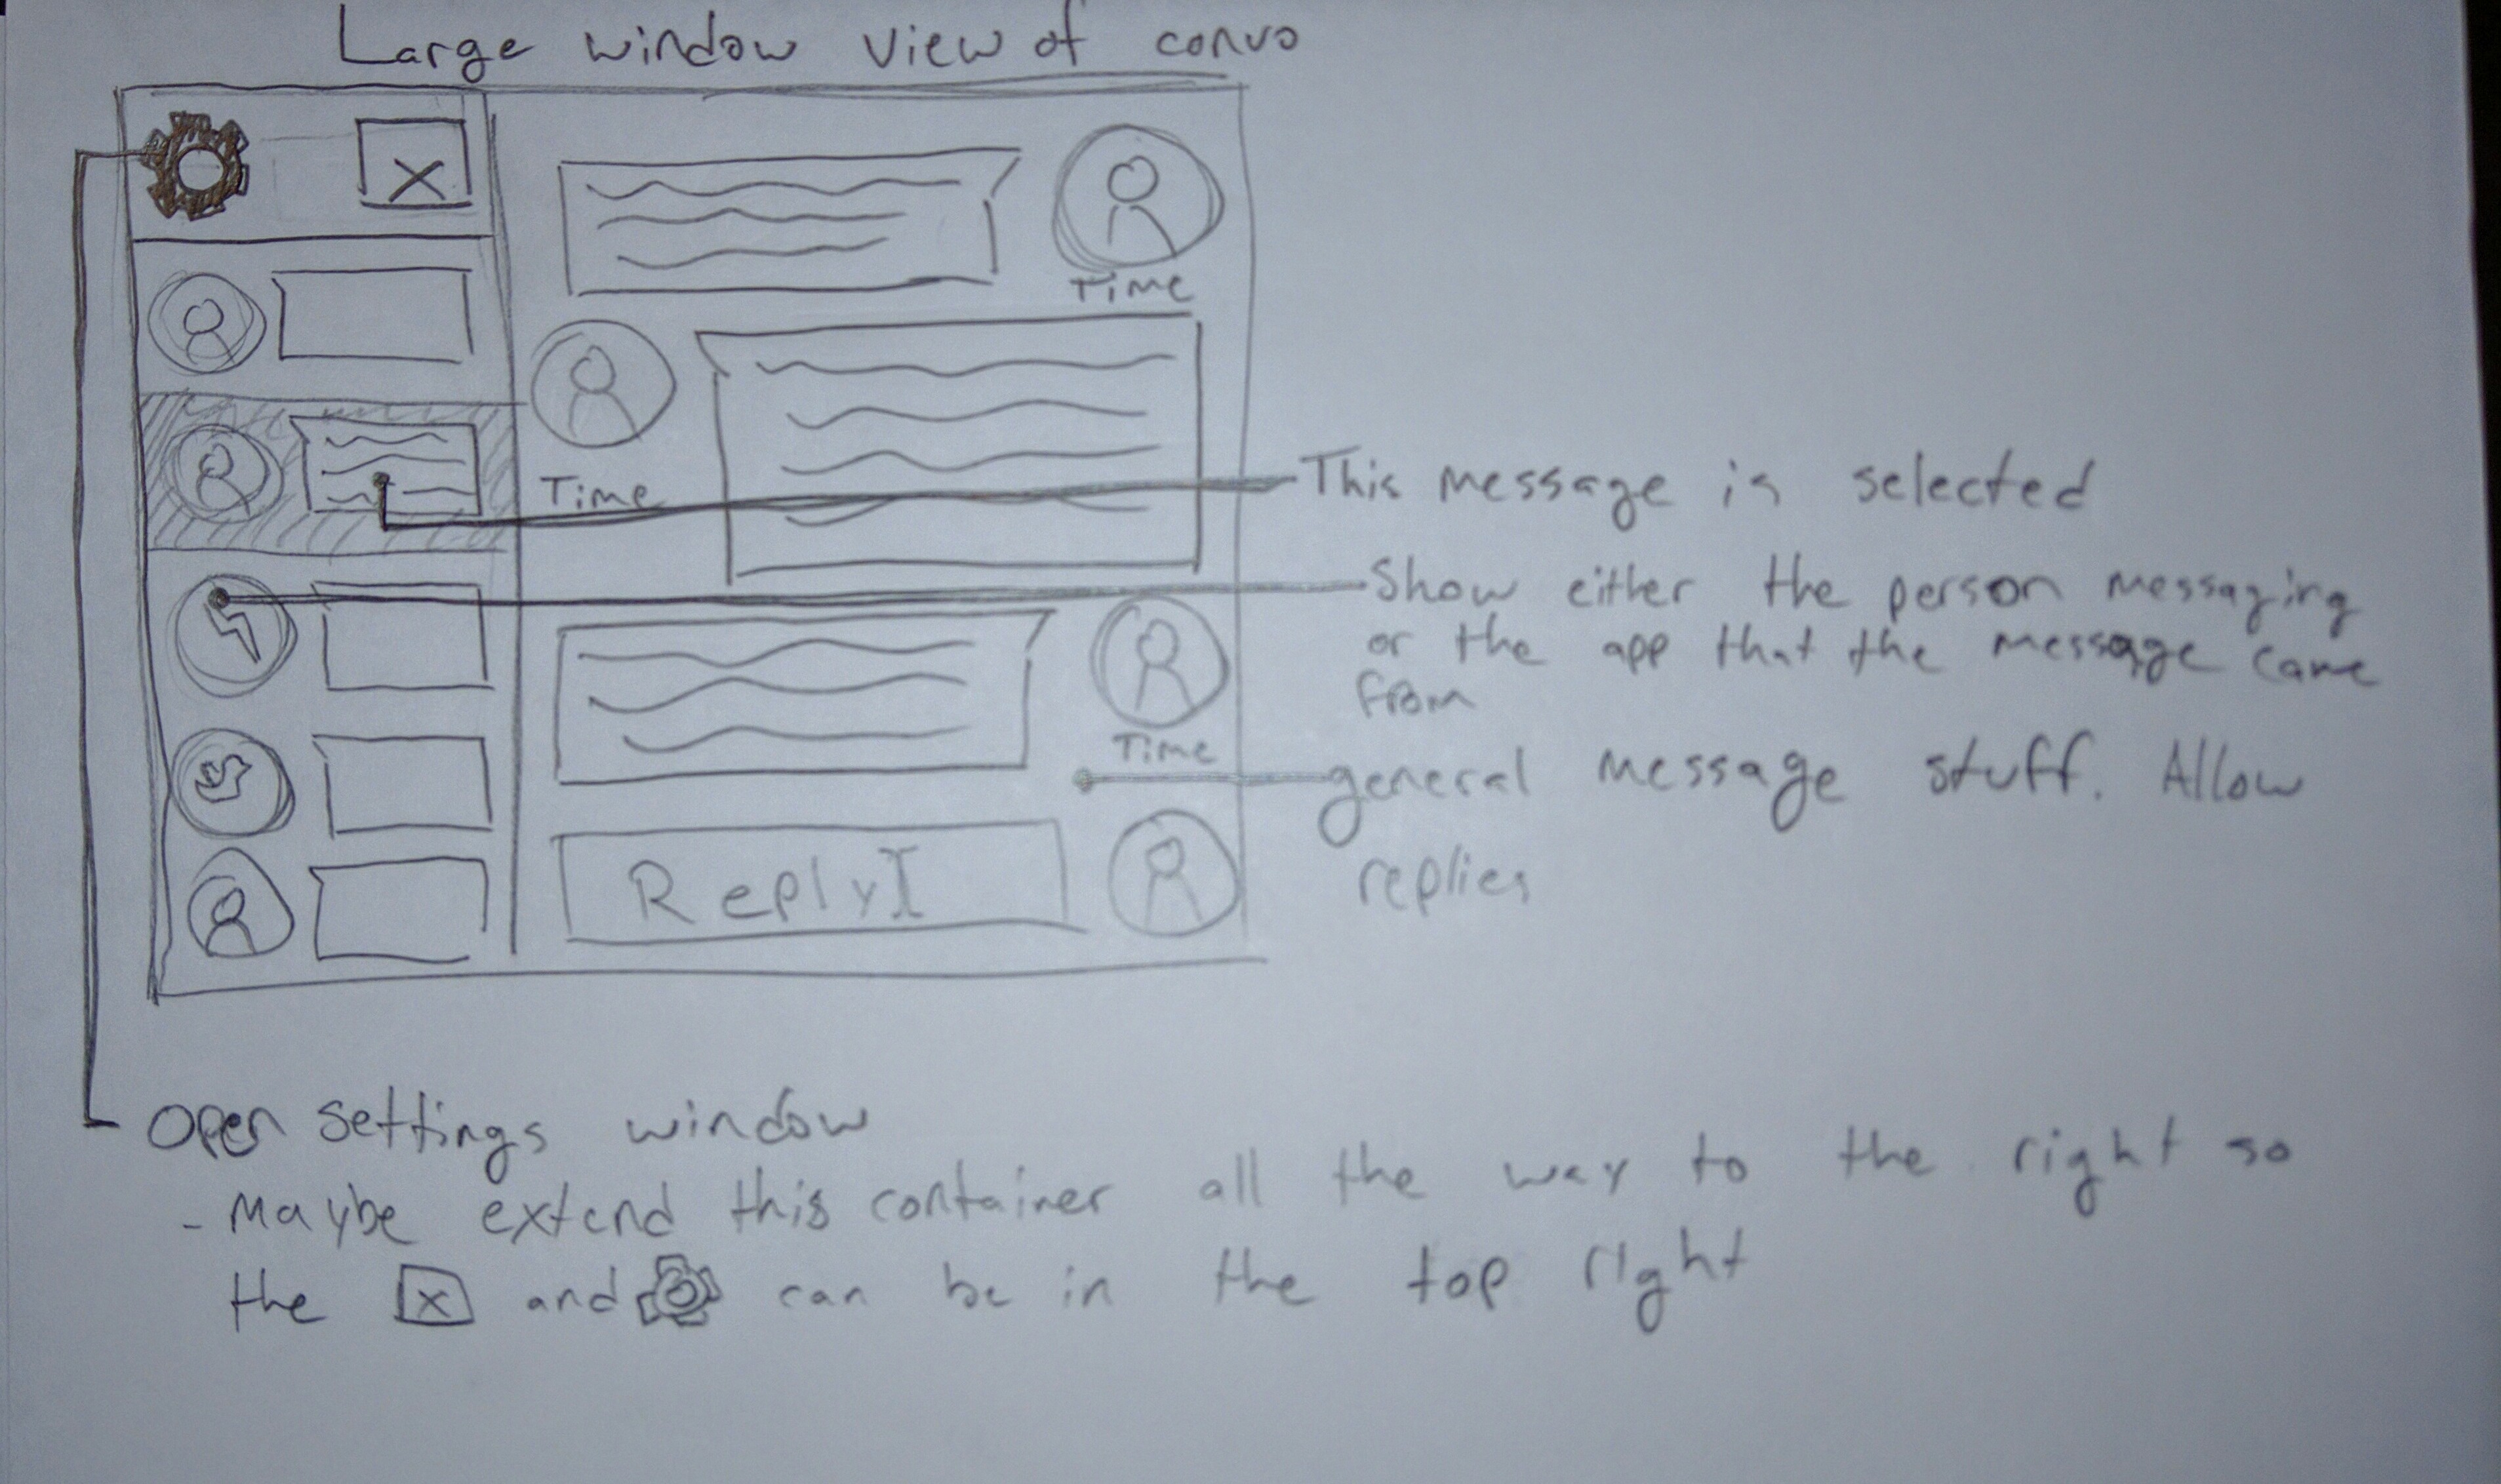 Large window view of convo
X
Time
Time
This message is selected
Show either the person messaging
or the app that the message came
from
Time
general message stuff. Allow
replies
Reply
Open settings window
- Maybe extend this container all the way to the right so
the X and can be in the top right